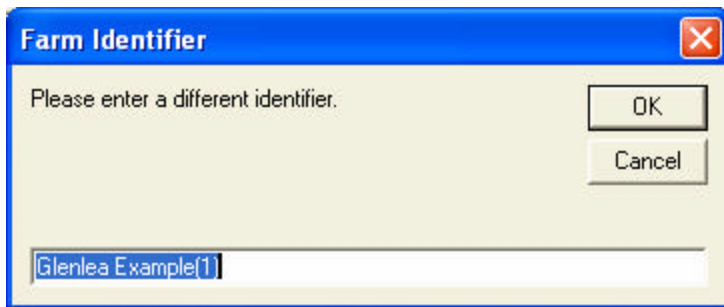 Farm Identifier
Please enter a different identifier.
OK
Cancel
Glenlea Example(1)